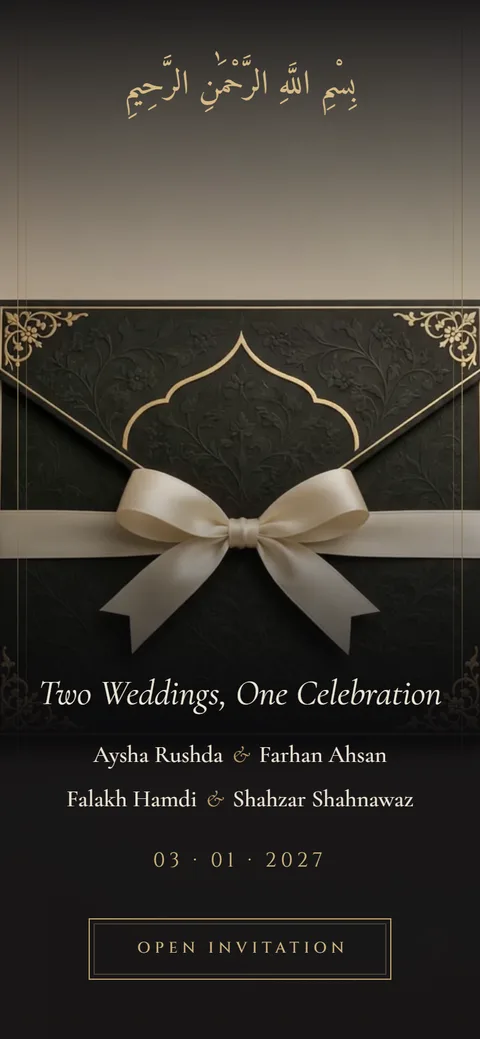 بِسْمِ اللَّهِ الرَّحْمَٰنِ الرَّحِيمِ
Two Weddings, One Celebration
Aysha Rushda & Farhan Ahsan
Falakh Hamdi & Shahzar Shahnawaz
03 · 01 · 2027
OPEN INVITATION